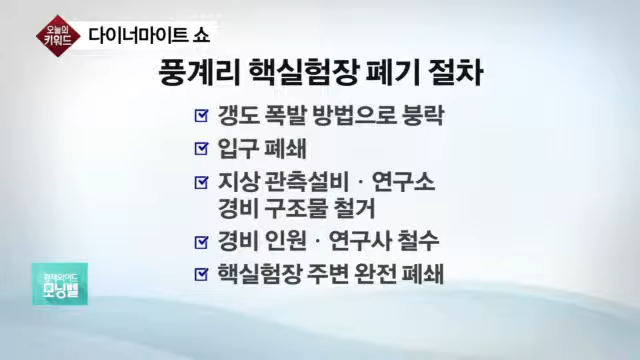 오늘의
키워드
다이너마이트 쇼
풍계리 핵실험장 폐기 절차
갱도 폭발 방법으로 붕락
입구 폐쇄
지상 관측설비 · 연구소
경비 구조물 철거
경비 인원 · 연구사 철수
핵실험장 주변 완전 폐쇄
경제와이드
모닝벨